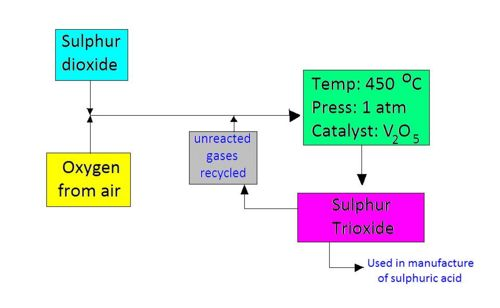 Sulphur
dioxide
Oxygen
from air
unreacted
gases
recycled
Temp: 450 °C
Press: 1 atm
Catalyst: V₂O₅
Sulphur
Trioxide
Used in manufacture
of sulphuric acid